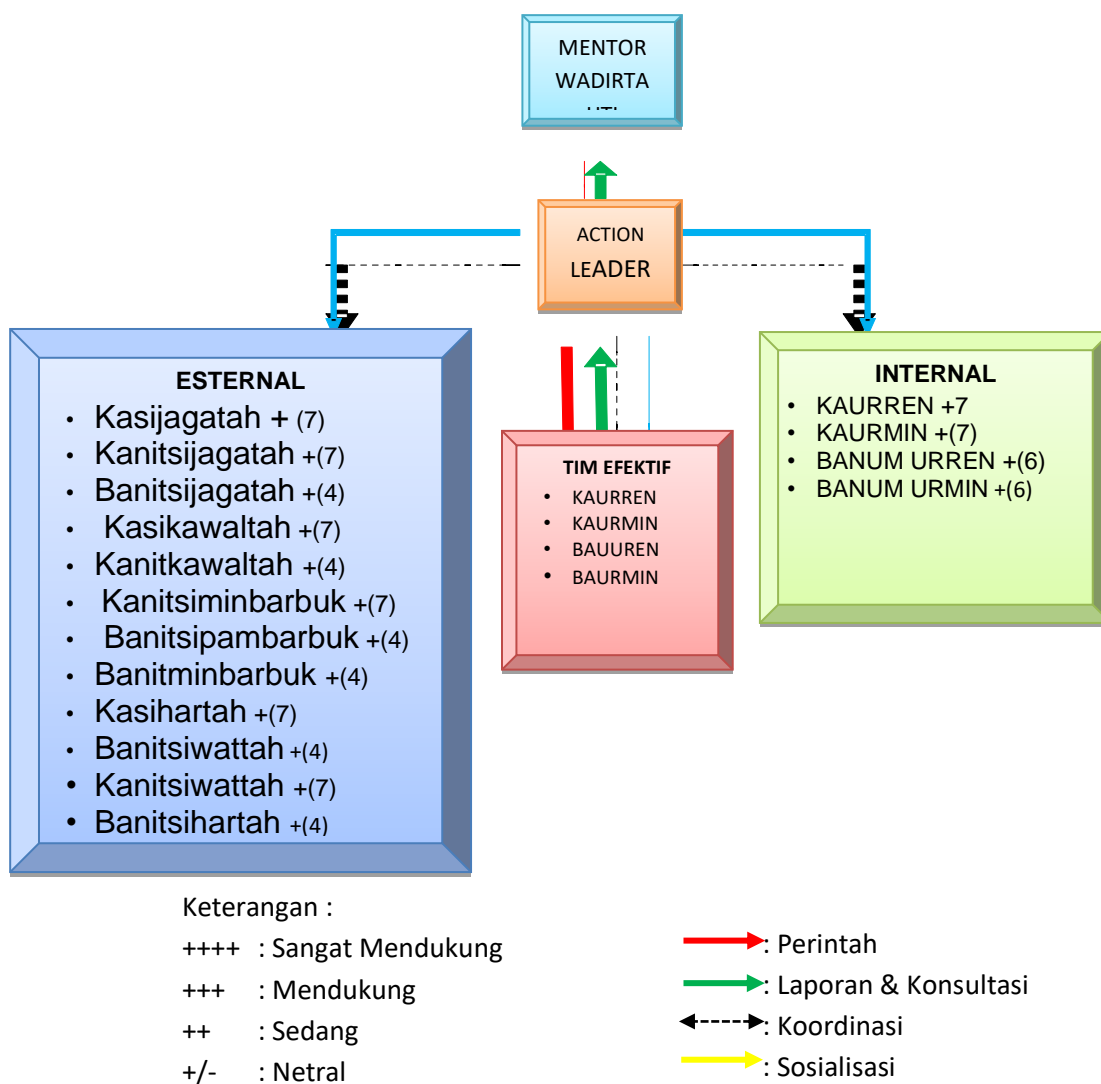 MENTOR
WADIRTA
ACTION
LEADER
ESTERNAL
• Kasijagatah + (7)
• Kanitsijagatah +(7)
• Banitsijagatah +(4)
• Kasikawaltah +(7)
• Kanitkawaltah +(4)
• Kanitsiminbarbuk +(7)
• Banitsipambarbuk +(4)
• Banitminbarbuk +(4)
• Kasihartah +(7)
• Banitsiwattah +(4)
• Kanitsiwattah +(7)
• Banitsihartah +(4)
TIM EFEKTIF
• KAURREN
• KAURMIN
• BAUUREN
• BAURMIN
INTERNAL
• KAURREN +7
• KAURMIN +(7)
• BANUM URREN +(6)
• BANUM URMIN +(6)
Keterangan :
++++ : Sangat Mendukung
+++ : Mendukung
++ : Sedang
+/- : Netral
: Perintah
: Laporan & Konsultasi
: Koordinasi
: Sosialisasi